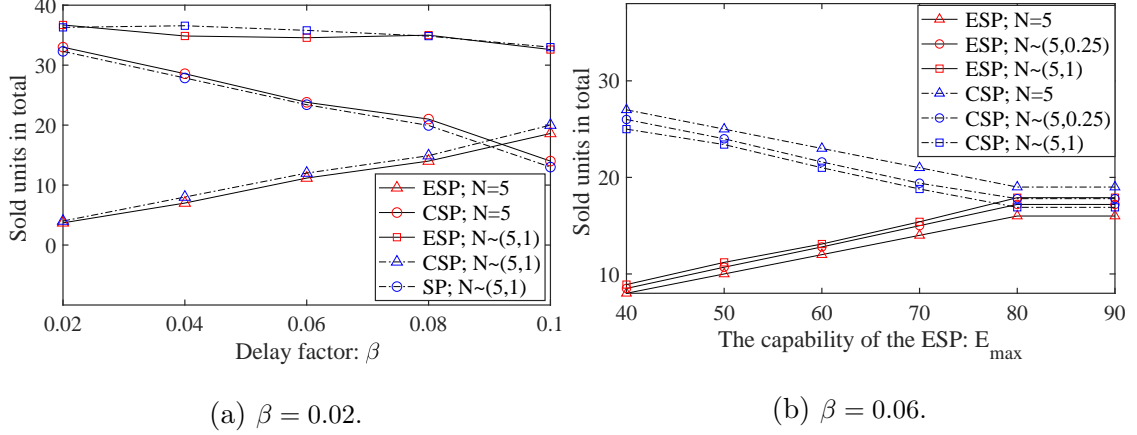 40
30
20
10
0
Sold units in total
0.02 0.04 0.06 0.08 0.1
Delay factor: β
ESP; N=5
CSP; N=5
ESP; N~(5,1)
CSP; N~(5,1)
SP; N~(5,1)
(a) β = 0.02.
30
20
10
Sold units in total
40 50 60 70 80 90
The capability of the ESP: E_max
ESP; N=5
ESP; N~(5,0.25)
ESP; N~(5,1)
CSP; N=5
CSP; N~(5,0.25)
CSP; N~(5,1)
(b) β = 0.06.